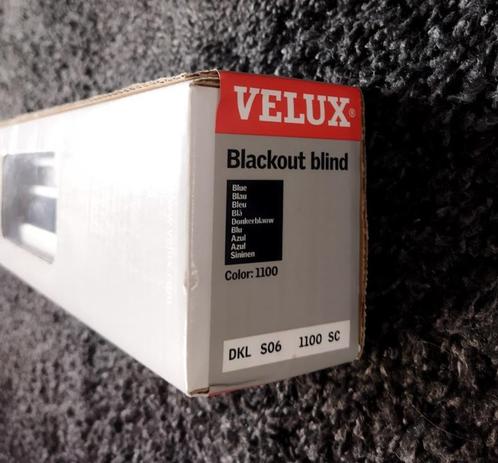 VELUX®
Blackout blind
Blue
Blau
Bleu
Blå
Donkerblauw
Blu
Azul
Azul
Sininen
Color: 1100
DKL S06 1100 SC